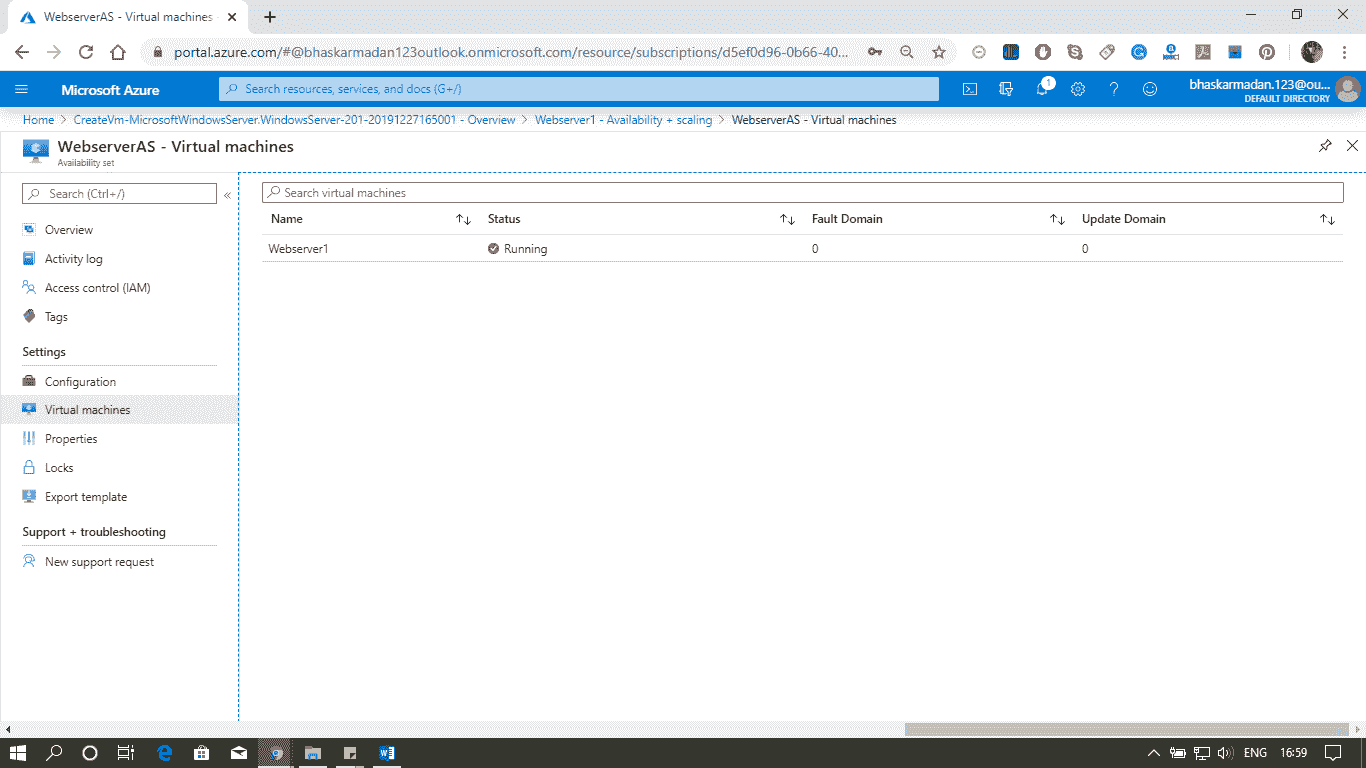 WebserverAS - Virtual machines
portal.azure.com/#@bhaskarmadan123outlook.onmicrosoft.com/resource/subscriptions/d5ef0d96-0b66-40...
Microsoft Azure
Search resources, services, and docs (G+/)
1
bhaskarmadan.123@ou...
DEFAULT DIRECTORY
Home > CreateVm-MicrosoftWindowsServer.WindowsServer-201-20191227165001 - Overview > Webserver1 - Availability + scaling > WebserverAS - Virtual machines
WebserverAS - Virtual machines
Availability set
Search (Ctrl+/)
«
Overview
Activity log
Access control (IAM)
Tags
Settings
Configuration
Virtual machines
Properties
Locks
Export template
Support + troubleshooting
New support request
Search virtual machines
Name Status Fault Domain Update Domain
Webserver1 Running 0 0
ENG 16:59